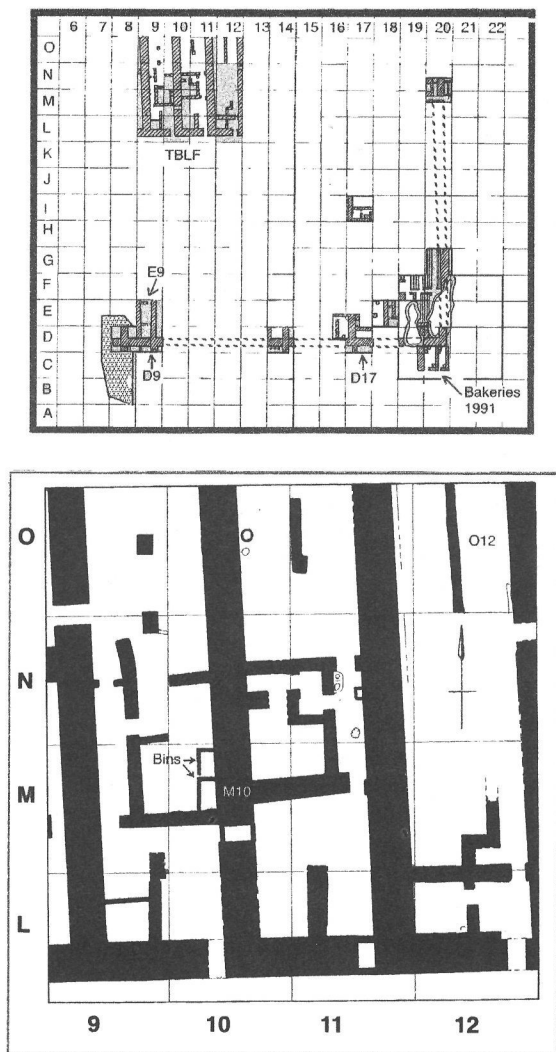 6 7 8 9 10 11 12 13 14 15 16 17 18 19 20 21 22
O
N
M
L
K
TBLF
J
I
H
G
E9
F
E
D
C
D9
D17
B
Bakeries
1991
A
O
O
O12
N
Bins
M
M10
L
9 10 11 12